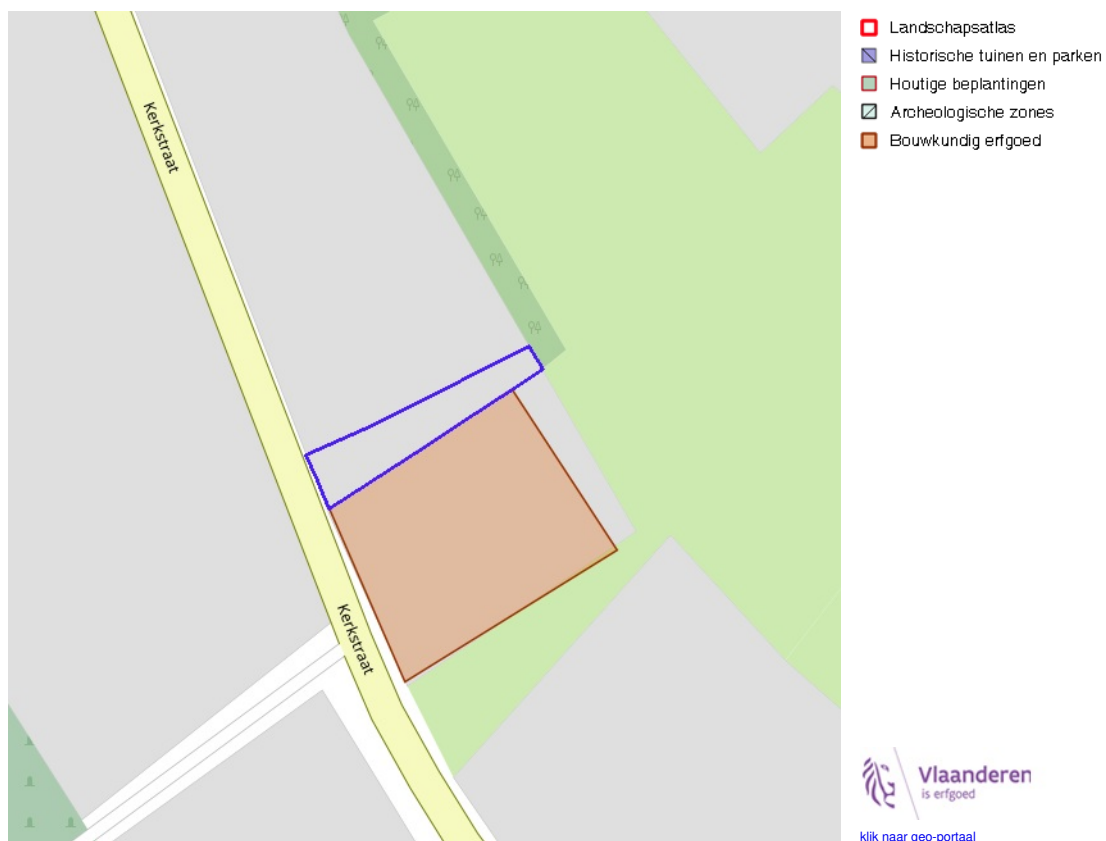 Kerkstraat
Kerkstraat
Landschapsatlas
Historische tuinen en parken
Houtige beplantingen
Archeologische zones
Bouwkundig erfgoed
Vlaanderen
is erfgoed
klik naar geo-portaal